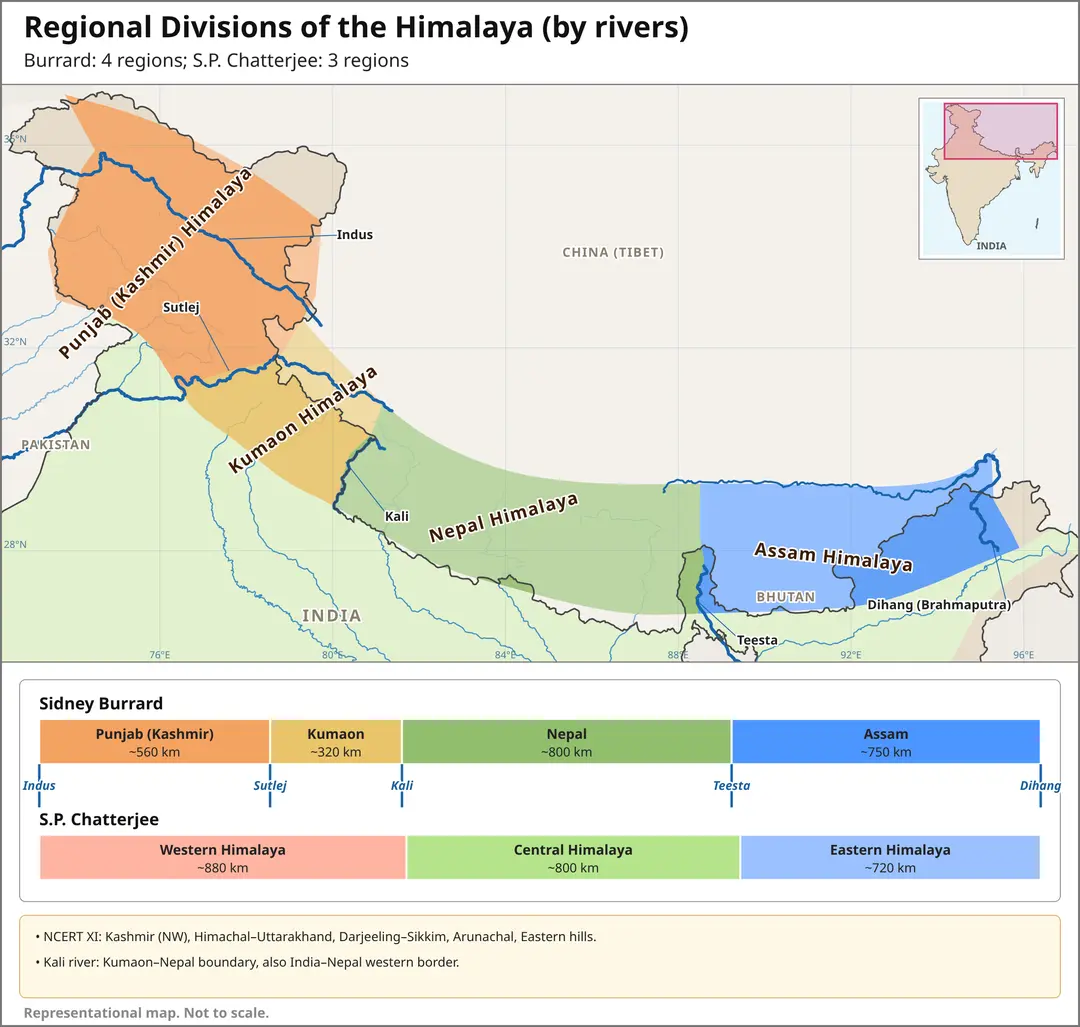 Regional Divisions of the Himalaya (by rivers)
Burrard: 4 regions; S.P. Chatterjee: 3 regions
36°N
Punjab (Kashmir) Himalaya
Indus
CHINA (TIBET)
INDIA
Sutlej
32°N
Kumaon Himalaya
PAKISTAN
Kali
Nepal Himalaya
28°N
Assam Himalaya
BHUTAN
Dihang (Brahmaputra)
INDIA
Teesta
76°E
80°E
84°E
88°E
92°E
96°E
Sidney Burrard
Punjab (Kashmir)
~560 km
Kumaon
~320 km
Nepal
~800 km
Assam
~750 km
Indus
Sutlej
Kali
Teesta
Dihang
S.P. Chatterjee
Western Himalaya
~880 km
Central Himalaya
~800 km
Eastern Himalaya
~720 km
• NCERT XI: Kashmir (NW), Himachal–Uttarakhand, Darjeeling–Sikkim, Arunachal, Eastern hills.
• Kali river: Kumaon–Nepal boundary, also India–Nepal western border.
Representational map. Not to scale.